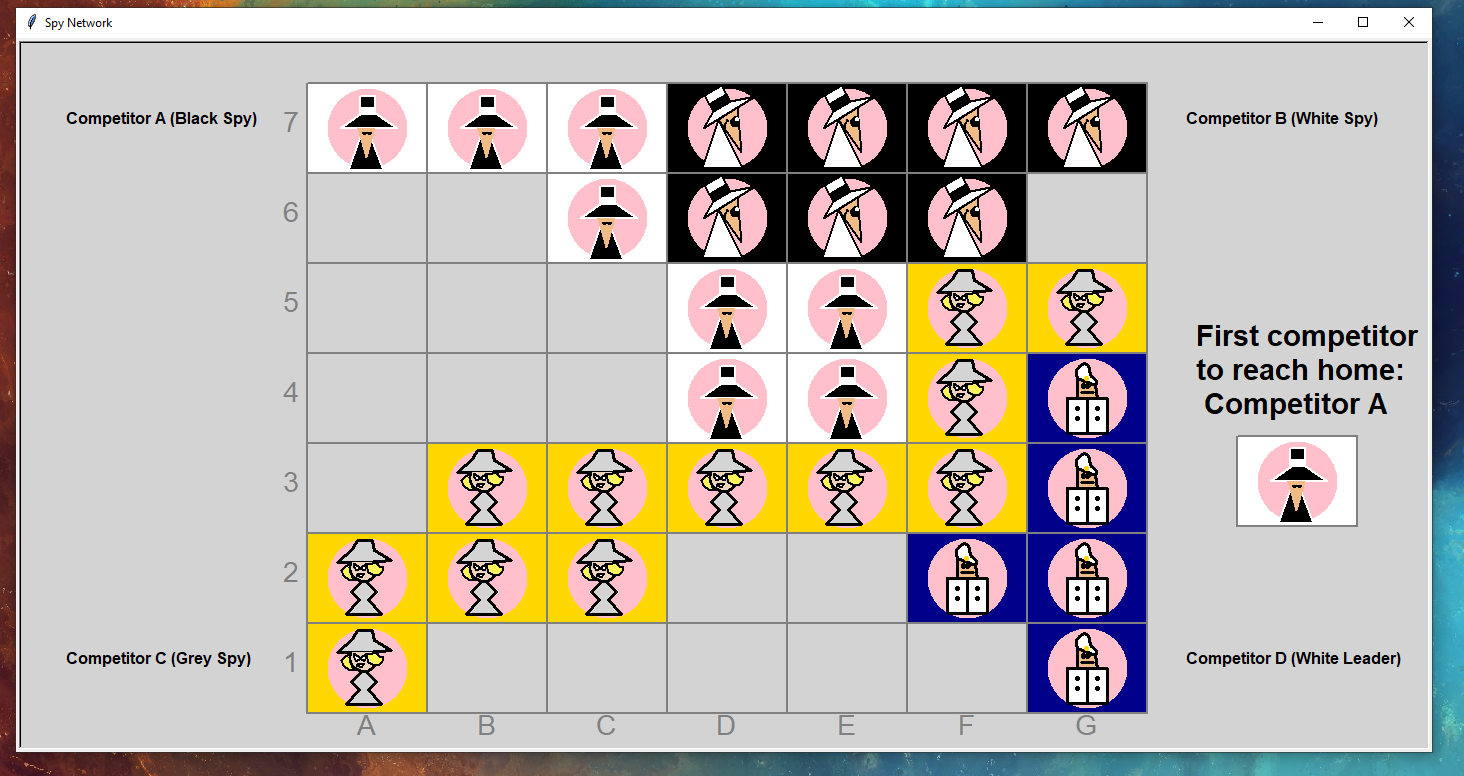 Spy Network
Competitor A (Black Spy)
7
Competitor B (White Spy)
6
5
First competitor
to reach home:
Competitor A
4
3
2
Competitor C (Grey Spy)
1
Competitor D (White Leader)
A B C D E F G